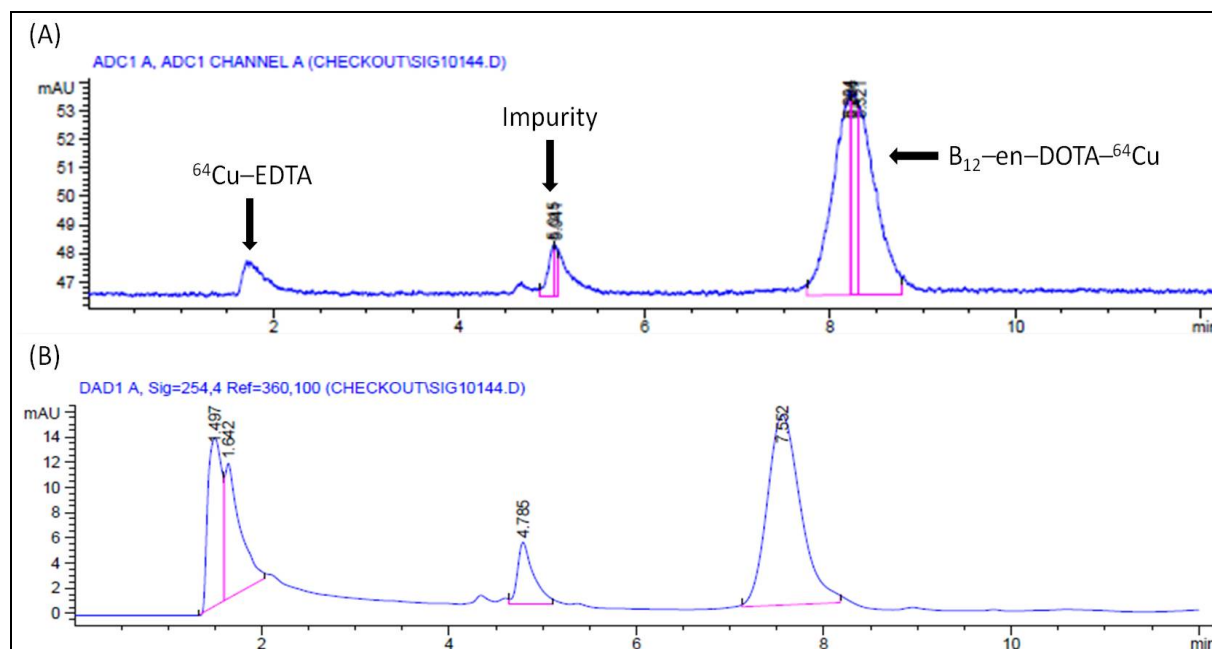 (A)
ADC1 A, ADC1 CHANNEL A (CHECKOUT\SIG10144.D)
mAU
53
52
51
50
49
48
47
⁶⁴Cu–EDTA
Impurity
B₁₂–en–DOTA–⁶⁴Cu
2
4
6
8
10
(B)
DAD1 A, Sig=254,4 Ref=360,100 (CHECKOUT\SIG10144.D)
mAU
14
12
10
8
6
4
2
0
1.497
1.642
4.785
7.552
2
4
6
8
10
min